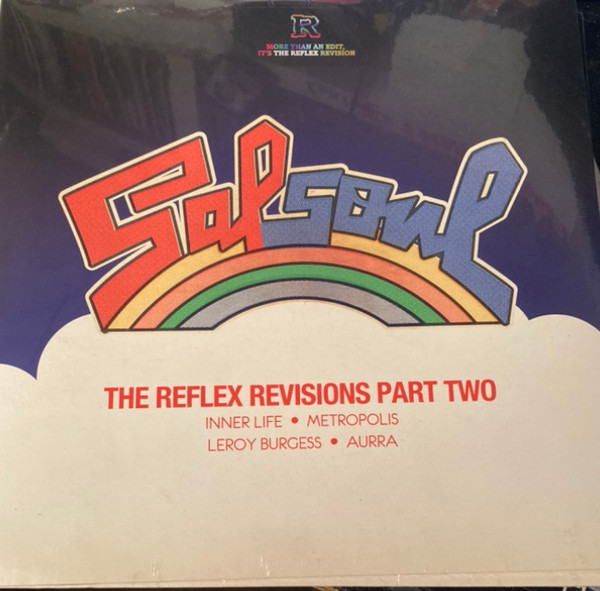 R
MORE THAN AN EDIT,
IT'S THE REFLEX REVISION
Salsoul
THE REFLEX REVISIONS PART TWO
INNER LIFE • METROPOLIS
LEROY BURGESS • AURRA